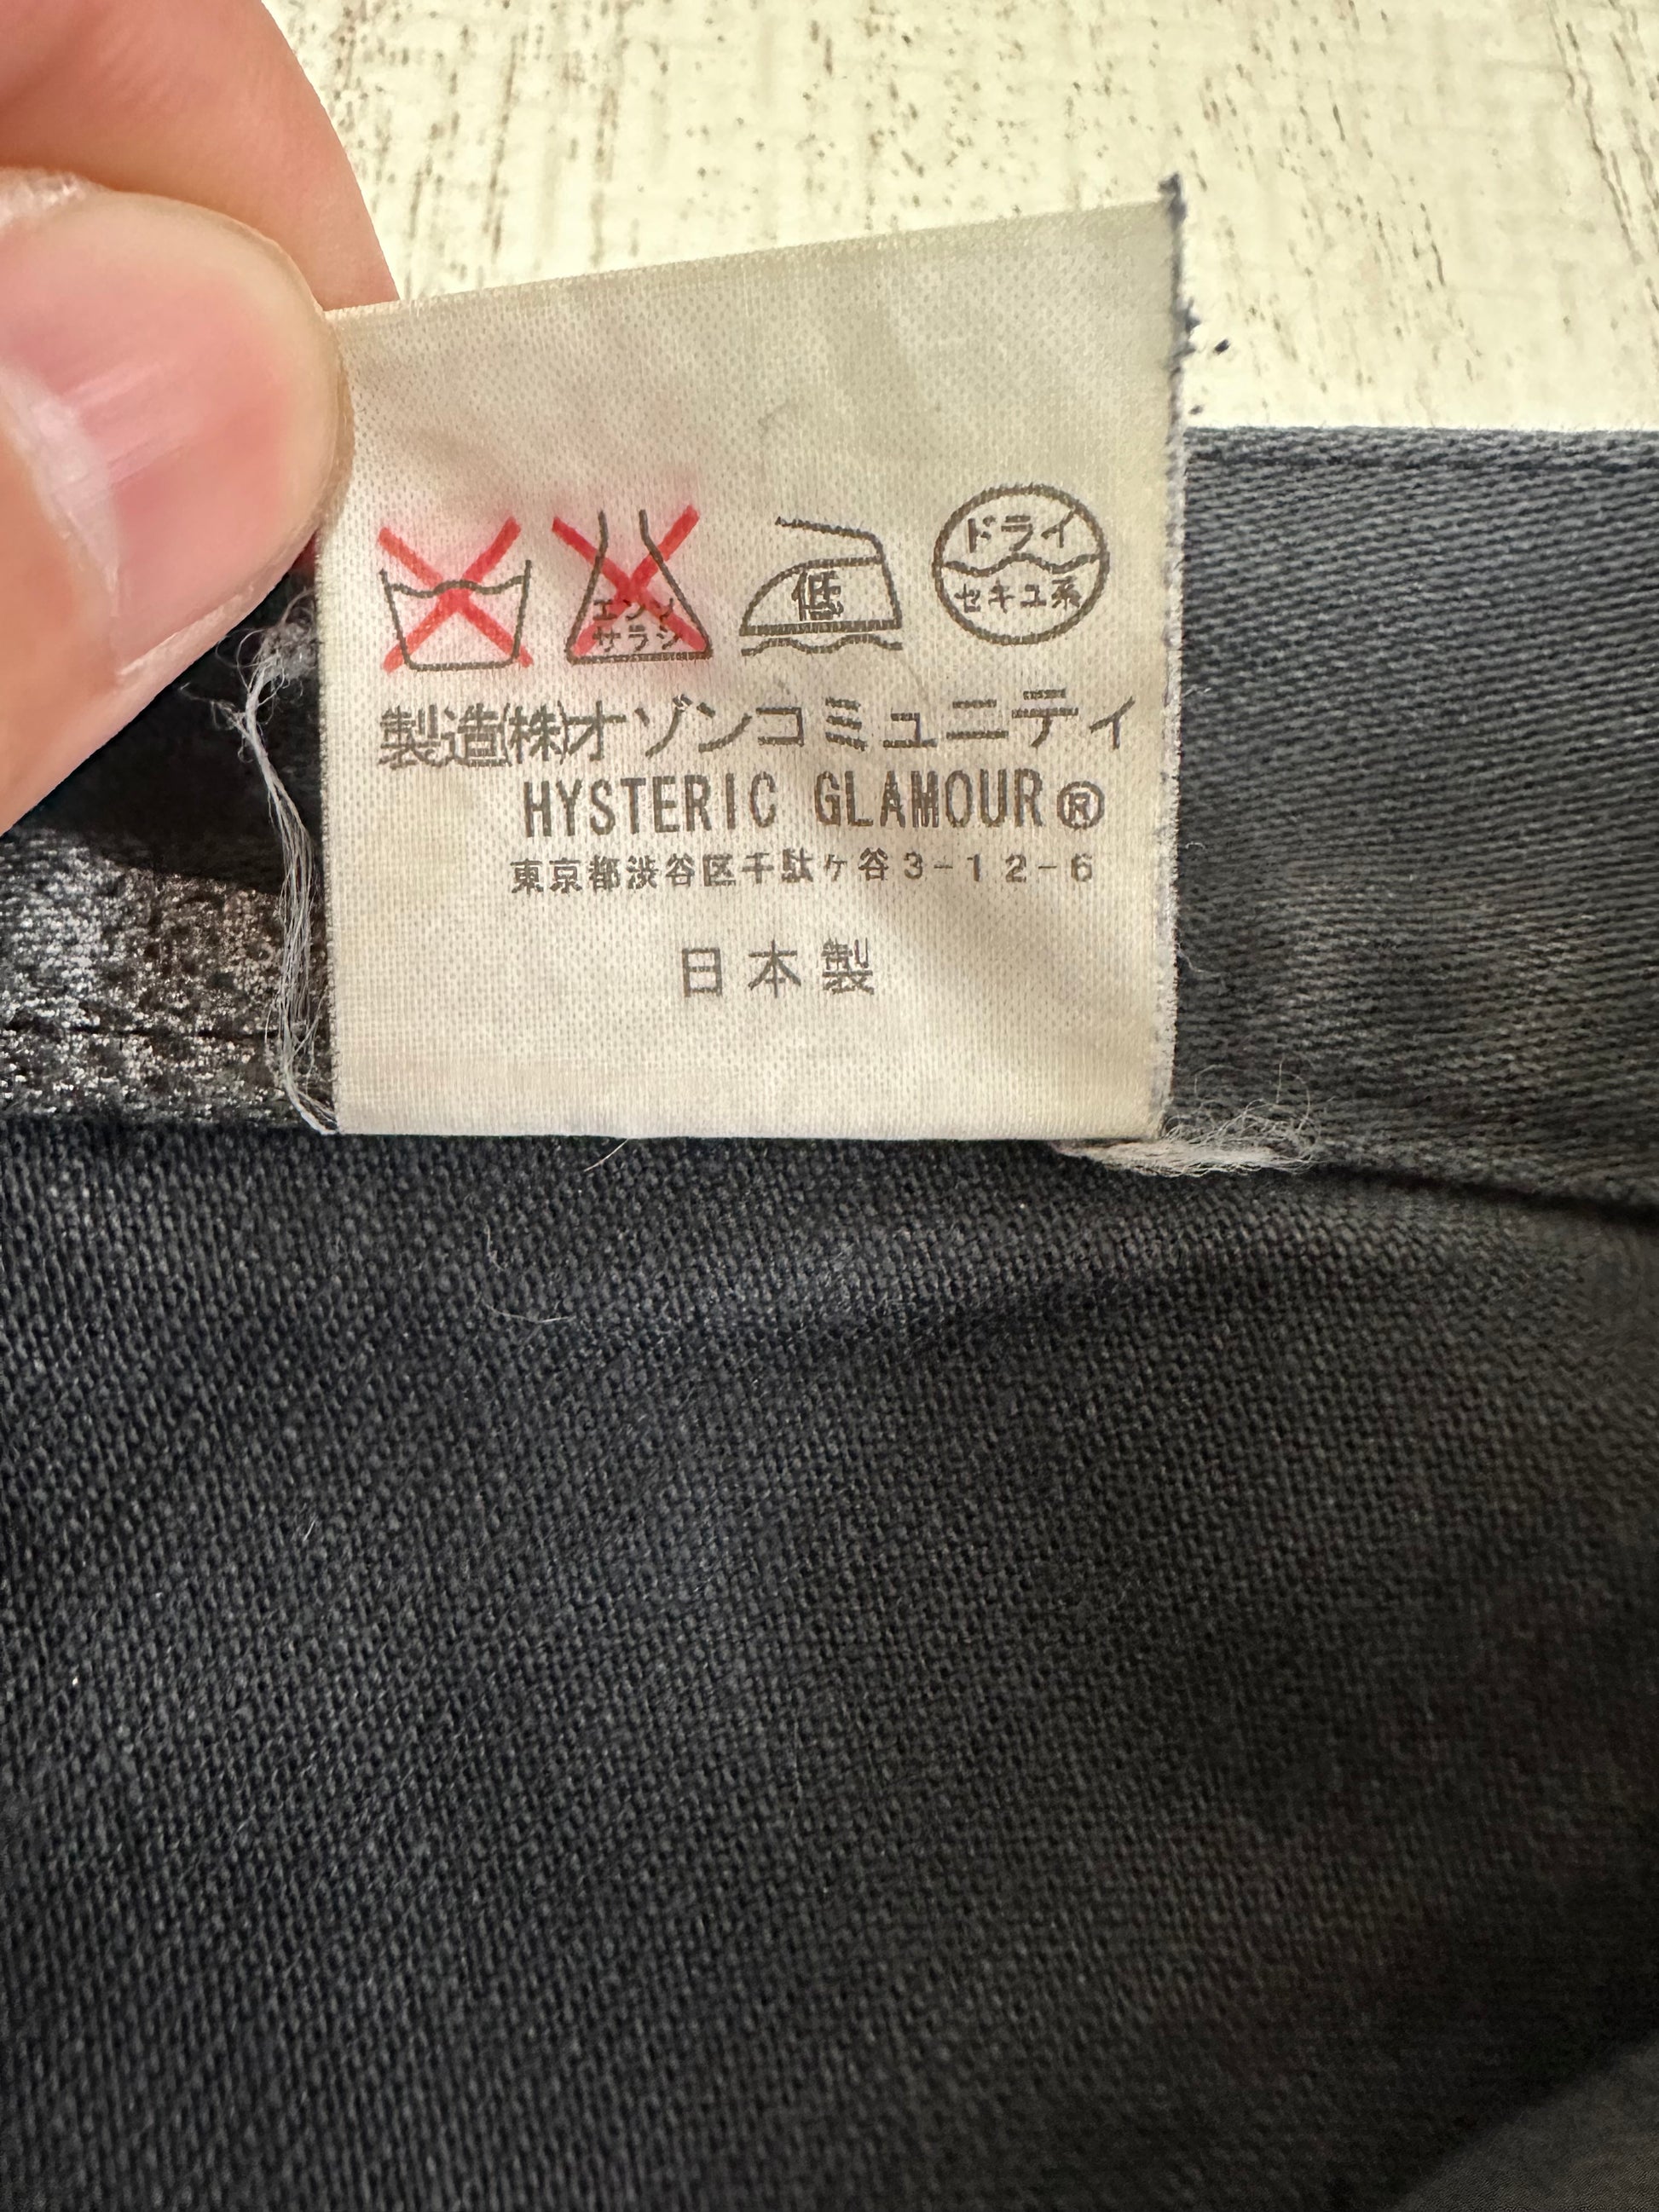 エンソ
サラシ
低
ドライ
セキユ系
製造(株)オゾンコミュニティ
HYSTERIC GLAMOUR®
東京都渋谷区千駄ヶ谷3-12-6
日本製